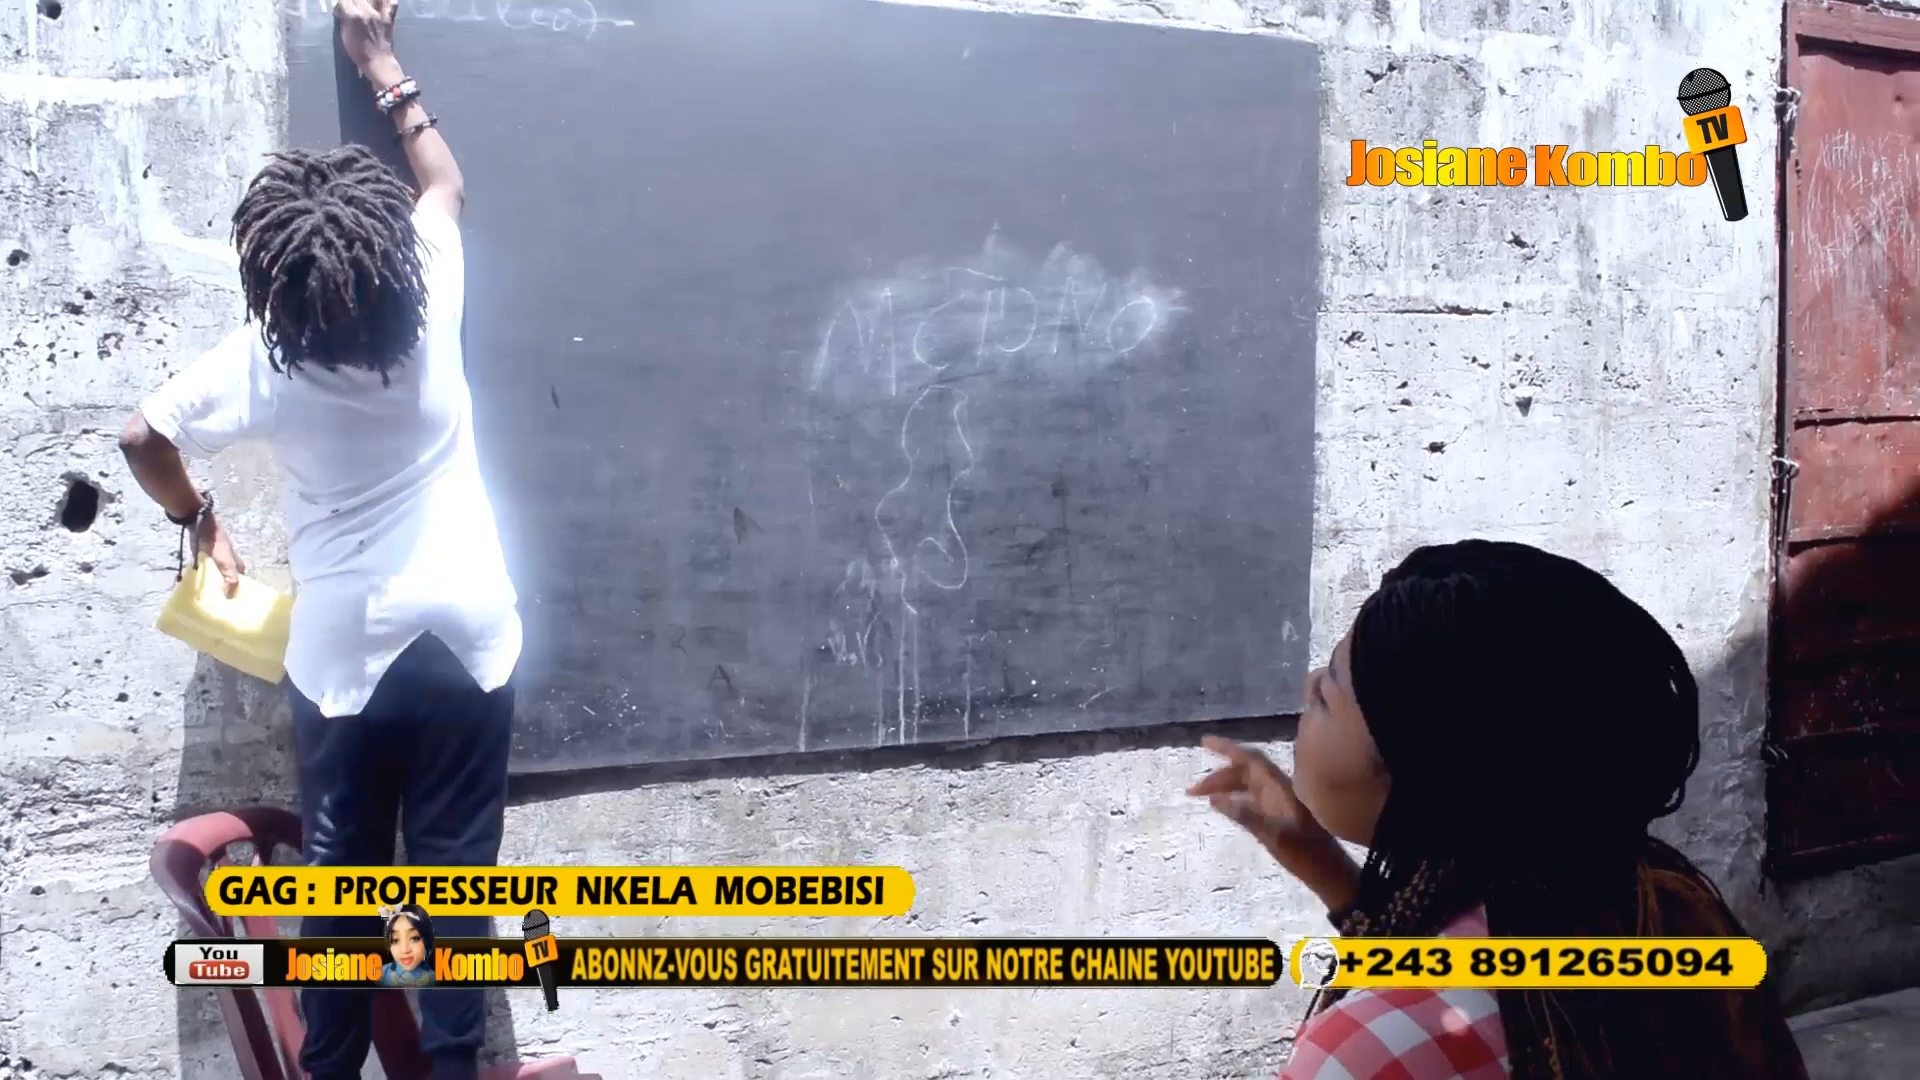 Josiane Kombo TV
GAG : PROFESSEUR NKELA MOBEBISI
You Tube Josiane Kombo TV ABONNZ-VOUS GRATUITEMENT SUR NOTRE CHAINE YOUTUBE +243 891265094